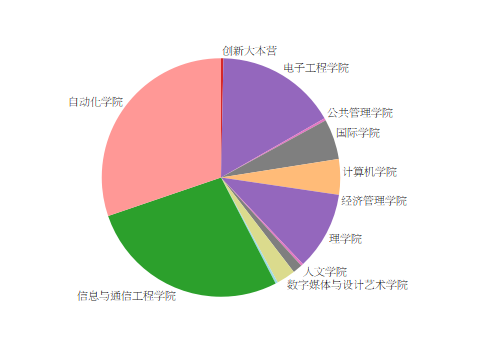 创新大本营
电子工程学院
自动化学院
公共管理学院
国际学院
计算机学院
经济管理学院
理学院
人文学院
数字媒体与设计艺术学院
信息与通信工程学院